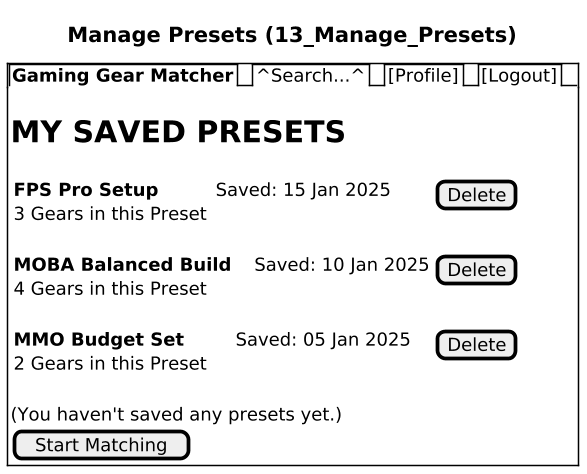 Manage Presets (13_Manage_Presets)
Gaming Gear Matcher ^Search...^ [Profile] [Logout]
MY SAVED PRESETS
FPS Pro Setup Saved: 15 Jan 2025 Delete
3 Gears in this Preset
MOBA Balanced Build Saved: 10 Jan 2025 Delete
4 Gears in this Preset
MMO Budget Set Saved: 05 Jan 2025 Delete
2 Gears in this Preset
(You haven't saved any presets yet.)
Start Matching